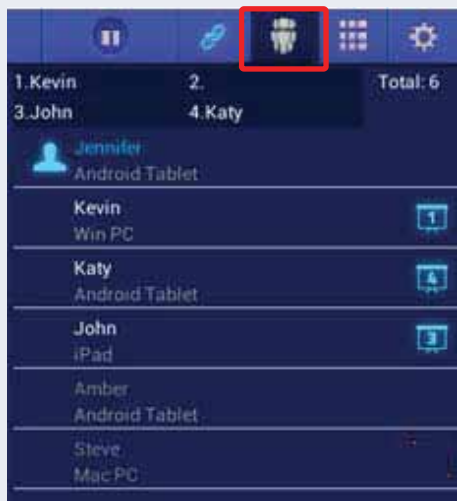 1.Kevin 2. Total: 6
3.John 4.Katy
Jennifer
Android Tablet
Kevin
Win PC
1
Katy
Android Tablet
4
John
iPad
3
Amber
Android Tablet
Steve
Mac PC